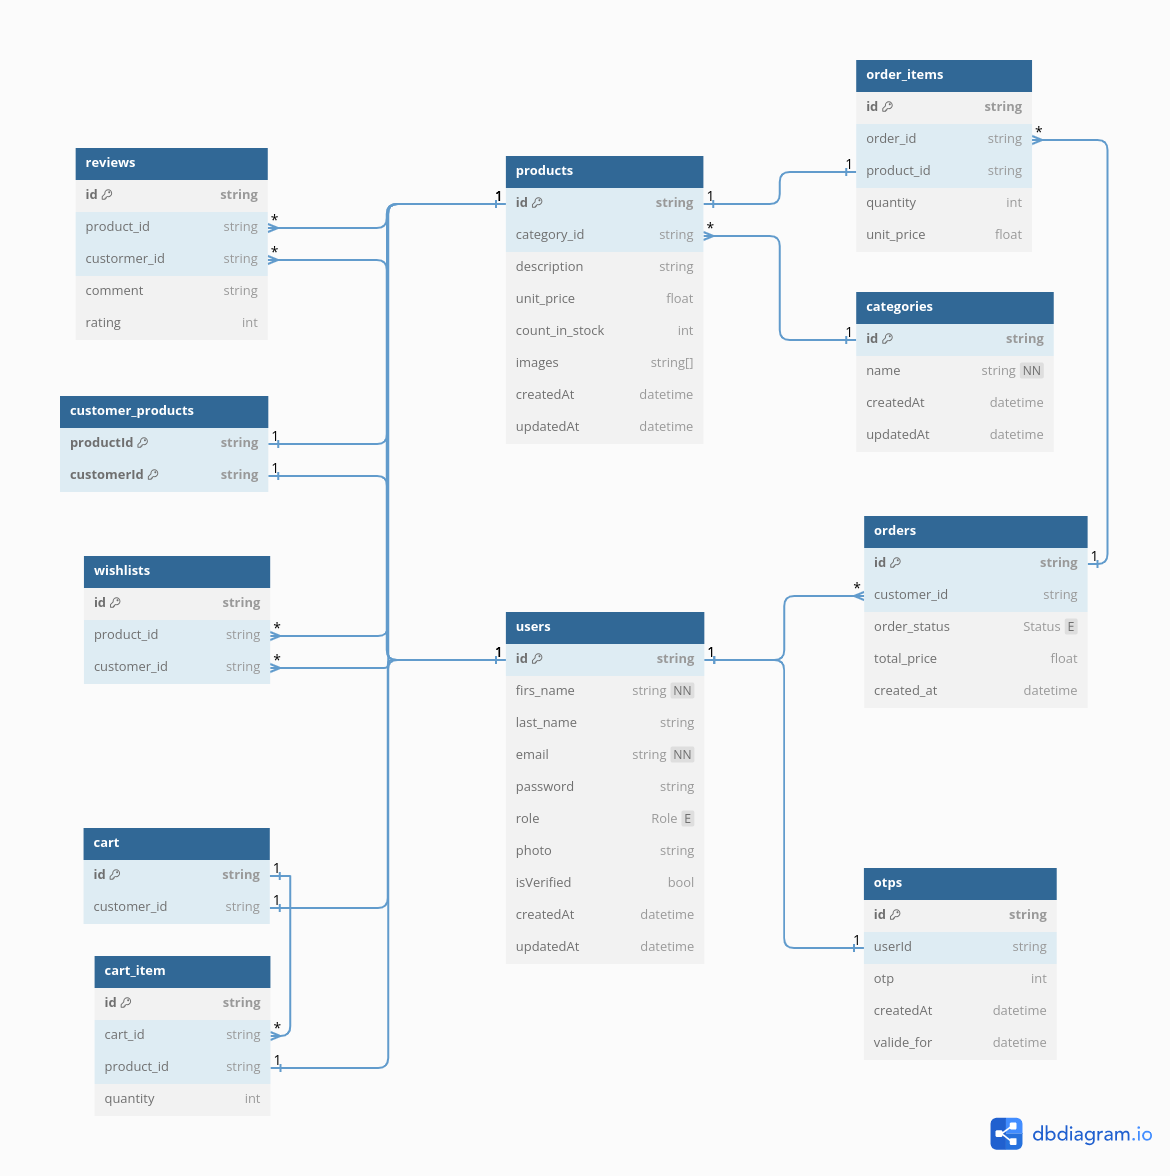 reviews
id string
product_id string
custormer_id string
comment string
rating int
*
*
customer_products
productId string
customerId string
1
1
wishlists
id string
product_id string
customer_id string
*
*
cart
id string
customer_id string
1
1
cart_item
id string
cart_id string
product_id string
quantity int
*
1
products
id string
category_id string
description string
unit_price float
count_in_stock int
images string[]
createdAt datetime
updatedAt datetime
1
1
*
users
id string
firs_name string NN
last_name string
email string NN
password string
role Role E
photo string
isVerified bool
createdAt datetime
updatedAt datetime
1
1
order_items
id string
order_id string
product_id string
quantity int
unit_price float
*
1
categories
id string
name string NN
createdAt datetime
updatedAt datetime
1
orders
id string
customer_id string
order_status Status E
total_price float
created_at datetime
1
*
otps
id string
userId string
otp int
createdAt datetime
valide_for datetime
1
dbdiagram.io